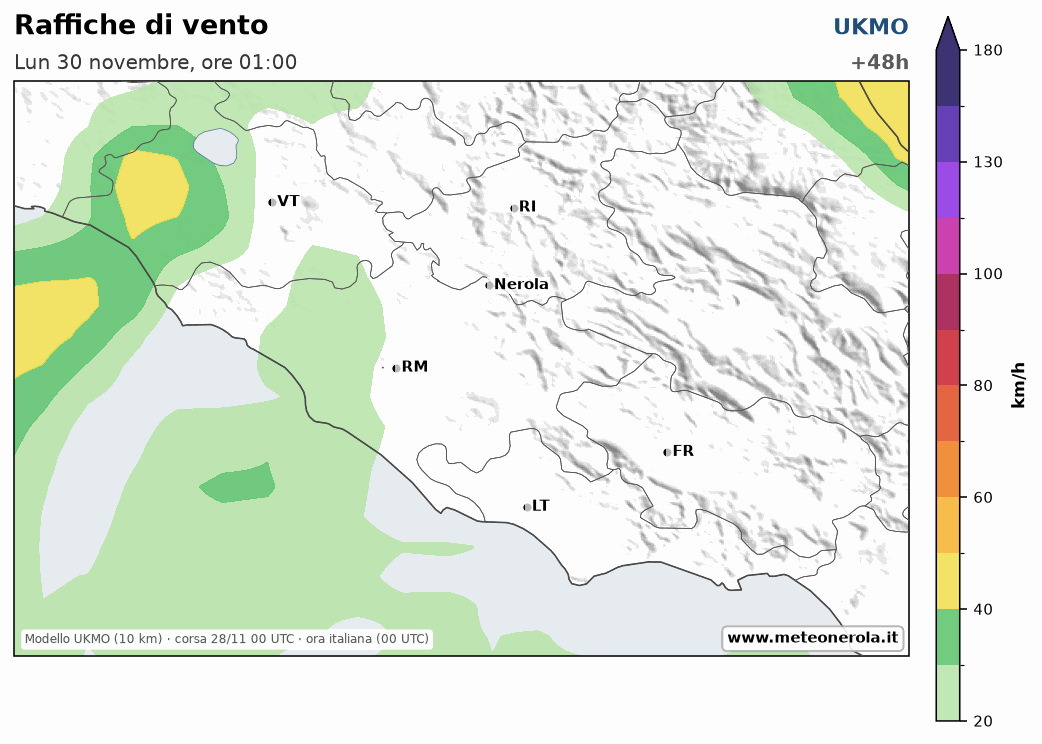 Raffiche di vento
UKMO
Lun 30 novembre, ore 01:00
+48h
VT
RI
Nerola
RM
FR
LT
Modello UKMO (10 km) · corsa 28/11 00 UTC · ora italiana (00 UTC)
www.meteonerola.it
180
130
100
80
60
40
20
km/h